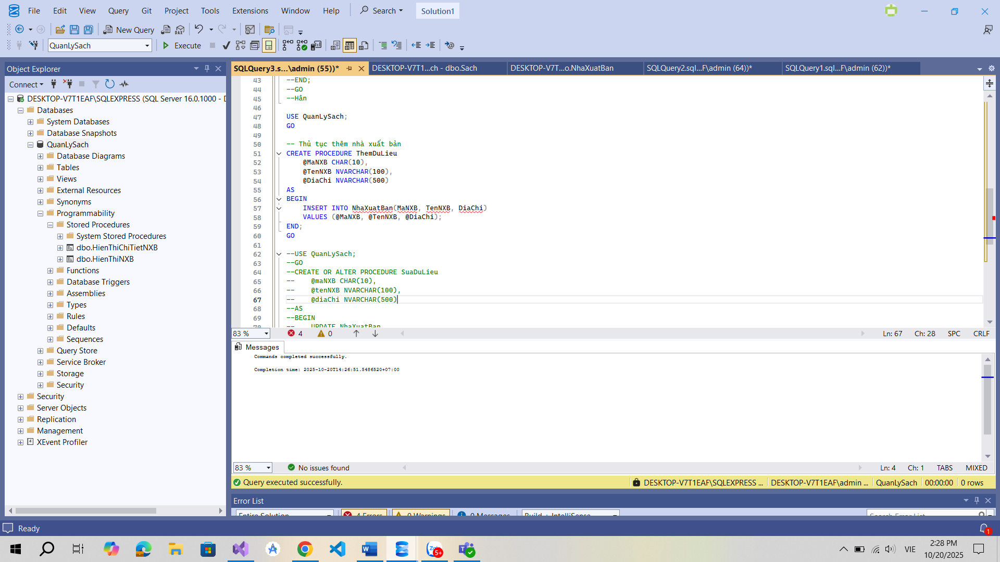 File Edit View Query Git Project Tools Extensions Window Help Search Solution1
New Query DAX
QuanLySach Execute
Object Explorer
Connect
DESKTOP-V7T1EAF\SQLEXPRESS (SQL Server 16.0.1000 - D
Databases
System Databases
Database Snapshots
QuanLySach
Database Diagrams
Tables
Views
External Resources
Synonyms
Programmability
Stored Procedures
System Stored Procedures
dbo.HienThiChiTietNXB
dbo.HienThiNXB
Functions
Database Triggers
Assemblies
Types
Rules
Defaults
Sequences
Query Store
Service Broker
Storage
Security
Security
Server Objects
Replication
Management
XEvent Profiler
SQLQuery3.s...\admin (55))* DESKTOP-V7T1...ch - dbo.Sach DESKTOP-V7T...o.NhaXuatBan SQLQuery2.sql...F\admin (64))* SQLQuery1.sql...F\admin (62))*
43 --END;
44 --GO
45 --Hân
46
47 USE QuanLySach;
48 GO
49
50 -- Thủ tục thêm nhà xuất bản
51 CREATE PROCEDURE ThemDuLieu
52 @MaNXB CHAR(10),
53 @TenNXB NVARCHAR(100),
54 @DiaChi NVARCHAR(500)
55 AS
56 BEGIN
57 INSERT INTO NhaXuatBan(MaNXB, TenNXB, DiaChi)
58 VALUES (@MaNXB, @TenNXB, @DiaChi);
59 END;
60 GO
61
62 --USE QuanLySach;
63 --GO
64 --CREATE OR ALTER PROCEDURE SuaDuLieu
65 -- @maNXB CHAR(10),
66 -- @tenNXB NVARCHAR(100),
67 -- @diaChi NVARCHAR(500)
68 --AS
69 --BEGIN
70 -- UPDATE NhaXuatBan
83 % 4 0 Ln: 67 Ch: 28 SPC CRLF
Messages
Commands completed successfully.
Completion time: 2025-10-20T14:26:51.5486520+07:00
83 % No issues found Ln: 4 Ch: 1 TABS MIXED
Query executed successfully. DESKTOP-V7T1EAF\SQLEXPRESS ... DESKTOP-V7T1EAF\admin ... QuanLySach 00:00:00 0 rows
Error List
Entire Solution 4 Errors 0 Warnings 0 Messages Build + IntelliSense Search Error List
Ready 1
5+ VIE 2:28 PM
10/20/2025